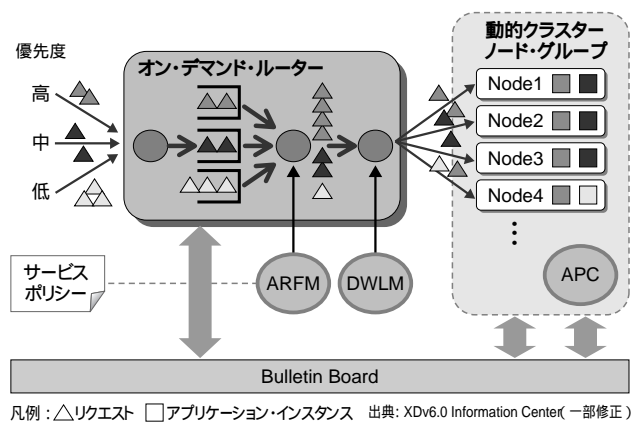 優先度
高
中
低
オン・デマンド・ルーター
動的クラスター
ノード・グループ
Node1
Node2
Node3
Node4
サービス
ポリシー
ARFM
DWLM
APC
Bulletin Board
凡例：△リクエスト □アプリケーション・インスタンス 出典: XDv6.0 Information Center(一部修正)